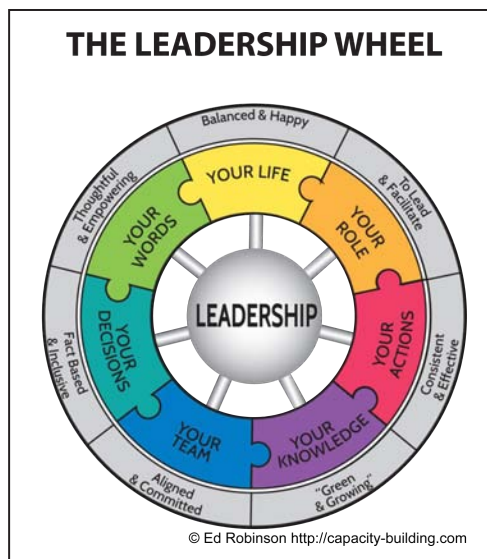 THE LEADERSHIP WHEEL
Balanced & Happy
YOUR LIFE
To Lead
& Facilitate
YOUR
ROLE
Consistent
& Effective
YOUR
ACTIONS
"Green
& Growing"
YOUR
KNOWLEDGE
Aligned
& Committed
YOUR
TEAM
Fact Based
& Inclusive
YOUR
DECISIONS
Thoughtful
& Empowering
YOUR
WORDS
LEADERSHIP
© Ed Robinson http://capacity-building.com